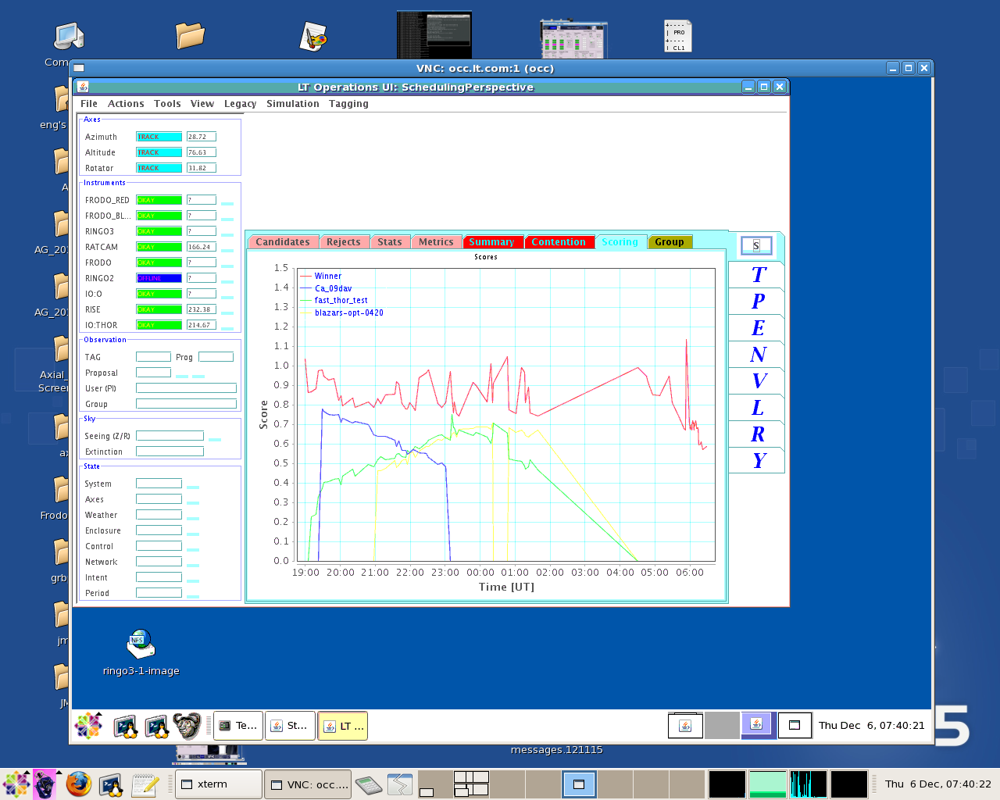 PRO
CL1
Com
eng's
A
AG_20
AG_20
Axial_
Screen
a
Frodo
grb
jm
JM
VNC: occ.lt.com:1 (occ)
LT Operations UI: SchedulingPerspective
File Actions Tools View Legacy Simulation Tagging
Axes
Azimuth TRACK 28.72
Altitude TRACK 76.63
Rotator TRACK 31.82
Instruments
FRODO_RED OKAY ?
FRODO_BL... OKAY ?
RINGO3 OKAY ?
RATCAM OKAY 166.24
FRODO OKAY ?
RINGO2 OFFLINE ?
IO:O OKAY ?
RISE OKAY 232.38
IO:THOR OKAY 214.67
Observation
TAG Prog
Proposal
User (PI)
Group
Sky
Seeing (Z/R)
Extinction
State
System
Axes
Weather
Enclosure
Control
Network
Intent
Period
Candidates Rejects Stats Metrics Summary Contention Scoring Group
Scores
Winner
Ca_09dav
fast_thor_test
blazars-opt-0420
Score
1.5
1.4
1.3
1.2
1.1
1.0
0.9
0.8
0.7
0.6
0.5
0.4
0.3
0.2
0.1
0.0
19:00 20:00 21:00 22:00 23:00 00:00 01:00 02:00 03:00 04:00 05:00 06:00
Time [UT]
S
T
P
E
N
V
L
R
Y
NFS
ringo3-1-image
Te... St... LT ...
Thu Dec 6, 07:40:21
5
messages.121115
xterm VNC: occ....
Thu 6 Dec, 07:40:22